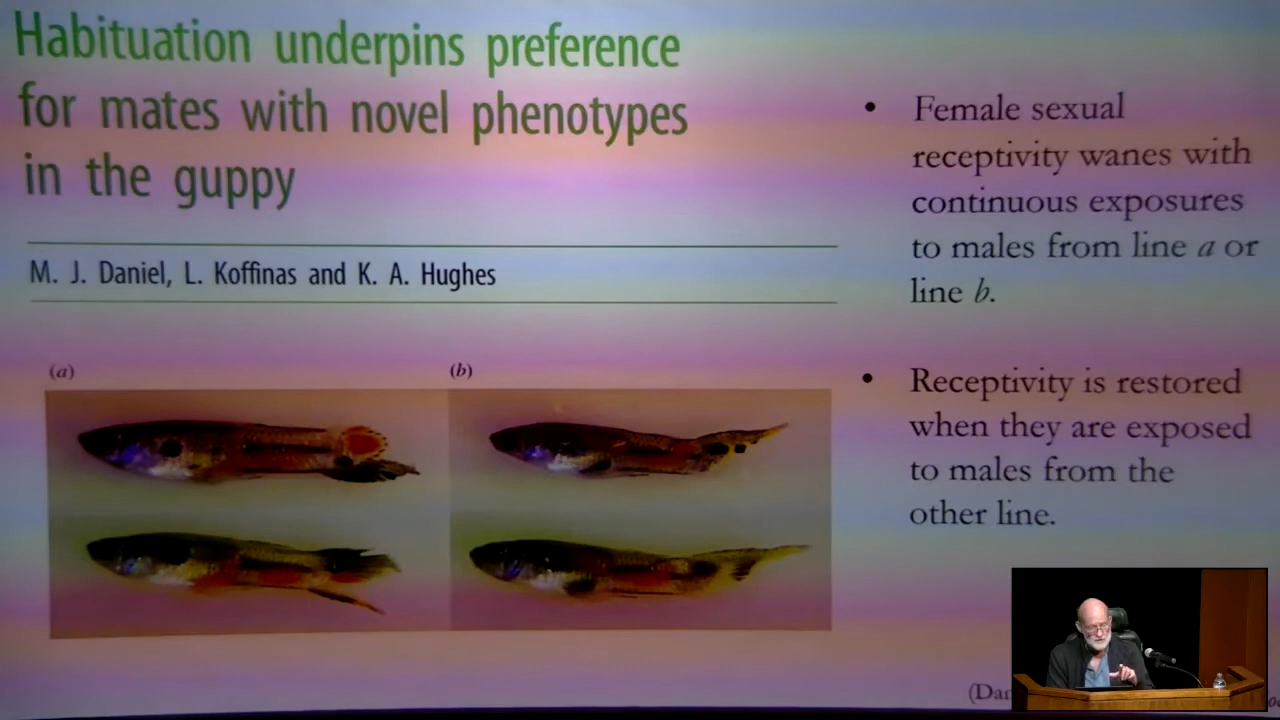 Habituation underpins preference
for mates with novel phenotypes
in the guppy
M. J. Daniel, L. Koffinas and K. A. Hughes
(a)
(b)
• Female sexual
receptivity wanes with
continuous exposures
to males from line a or
line b.
• Receptivity is restored
when they are exposed
to males from the
other line.